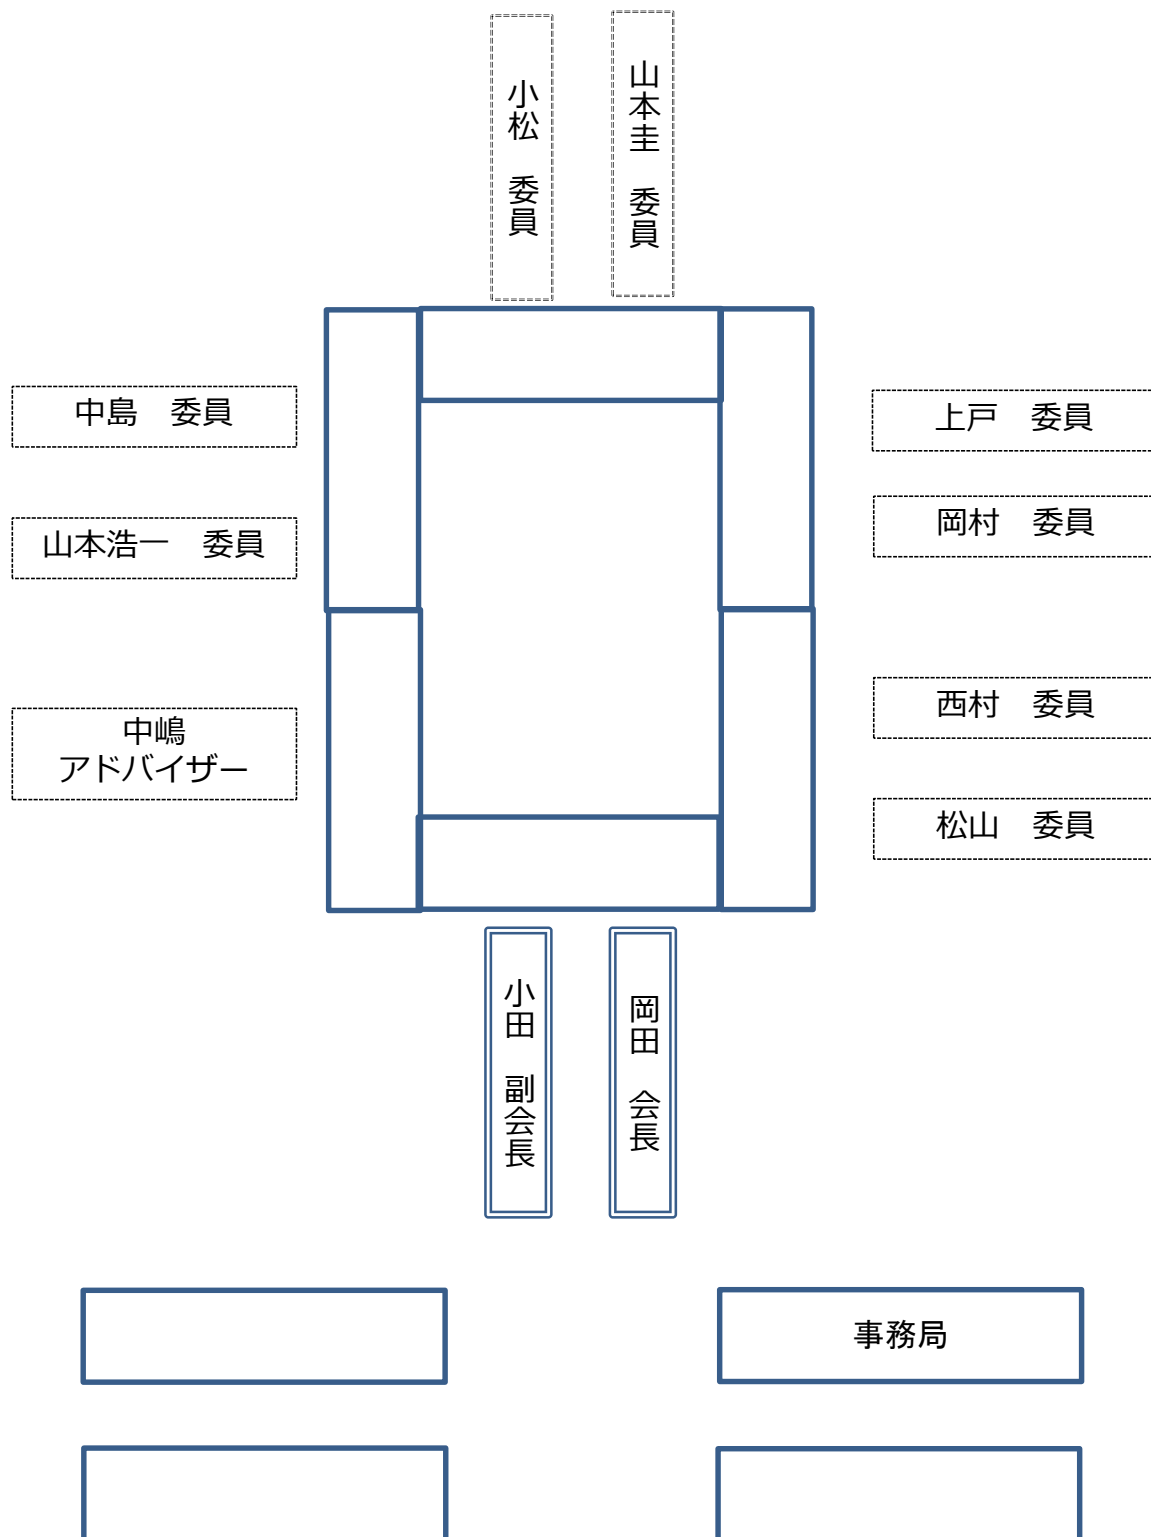 小松　委員
山本圭　委員
中島　委員
上戸　委員
山本浩一　委員
岡村　委員
中嶋
アドバイザー
西村　委員
松山　委員
小田　副会長
岡田　会長
事務局